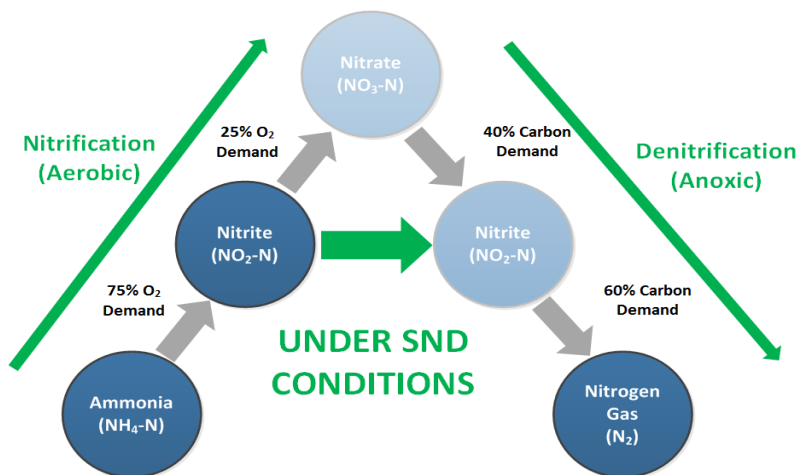 Nitrate
(NO₃-N)
25% O₂
Demand
40% Carbon
Demand
Nitrification
(Aerobic)
Denitrification
(Anoxic)
Nitrite
(NO₂-N)
Nitrite
(NO₂-N)
75% O₂
Demand
60% Carbon
Demand
UNDER SND
CONDITIONS
Ammonia
(NH₄-N)
Nitrogen
Gas
(N₂)